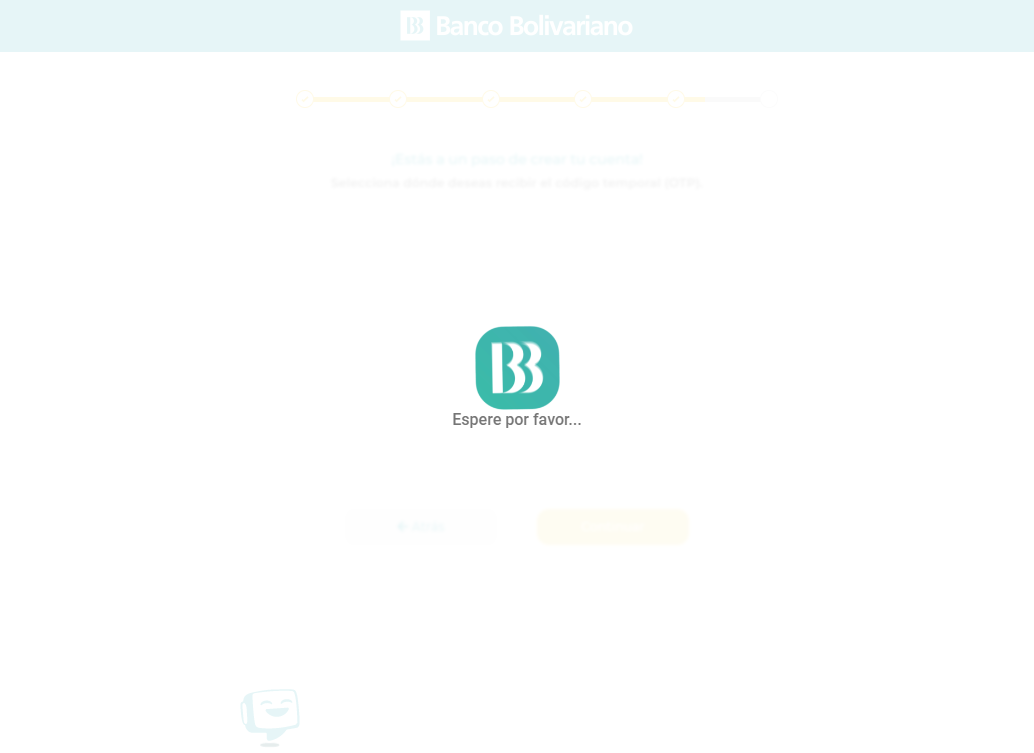 Banco Bolivariano
¡Estás a un paso de crear tu cuenta!
Selecciona dónde deseas recibir el código temporal (OTP).
Espere por favor...
Atrás